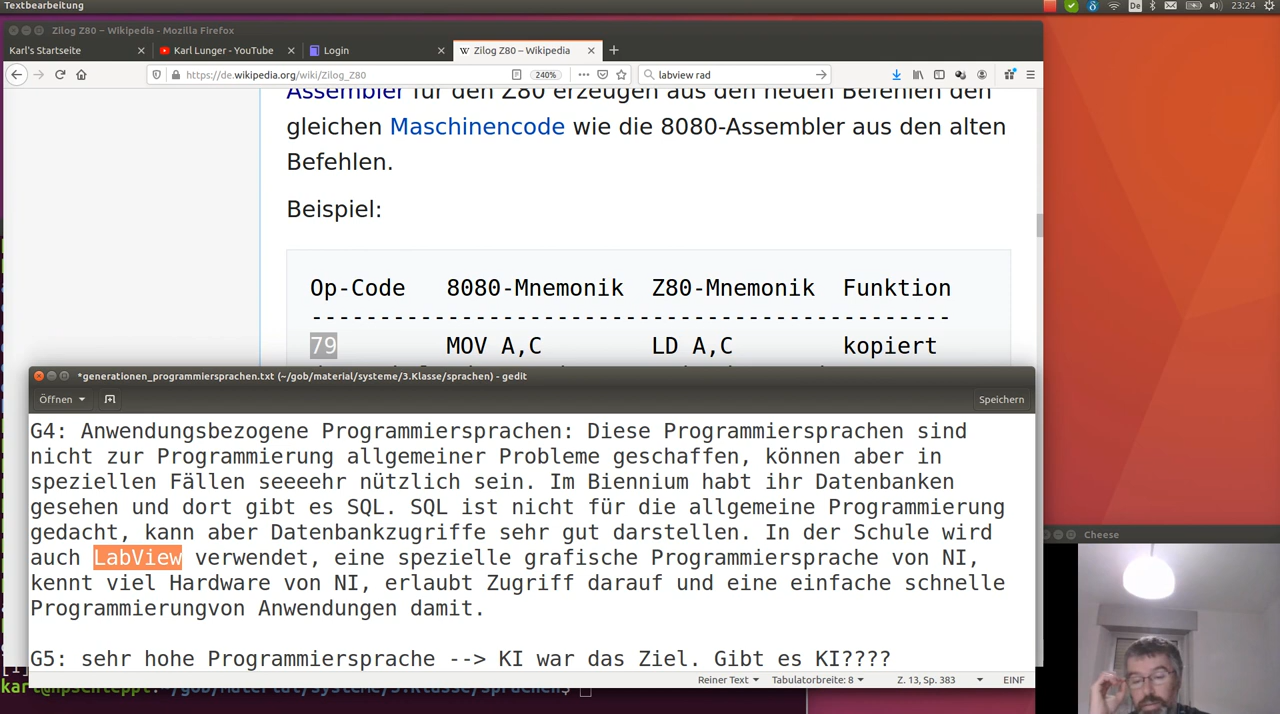 Textbearbeitung
De
23:24
Zilog Z80 – Wikipedia - Mozilla Firefox
Karl's Startseite
Karl Lunger - YouTube
Login
Zilog Z80 – Wikipedia
https://de.wikipedia.org/wiki/Zilog_Z80
240%
labview rad
Assembler für den Z80 erzeugen aus den neuen Befehlen den
gleichen Maschinencode wie die 8080-Assembler aus den alten
Befehlen.
Beispiel:
Op-Code 8080-Mnemonik Z80-Mnemonik Funktion
-----------------------------------------------
79 MOV A,C LD A,C kopiert
*generationen_programmiersprachen.txt (~/gob/material/systeme/3.Klasse/sprachen) - gedit
Öffnen
Speichern
G4: Anwendungsbezogene Programmiersprachen: Diese Programmiersprachen sind
nicht zur Programmierung allgemeiner Probleme geschaffen, können aber in
speziellen Fällen seeeehr nützlich sein. Im Biennium habt ihr Datenbanken
gesehen und dort gibt es SQL. SQL ist nicht für die allgemeine Programmierung
gedacht, kann aber Datenbankzugriffe sehr gut darstellen. In der Schule wird
auch LabView verwendet, eine spezielle grafische Programmiersprache von NI,
kennt viel Hardware von NI, erlaubt Zugriff darauf und eine einfache schnelle
Programmierungvon Anwendungen damit.
G5: sehr hohe Programmiersprache --> KI war das Ziel. Gibt es KI????
Reiner Text
Tabulatorbreite: 8
Z. 13, Sp. 383
EINF
Cheese